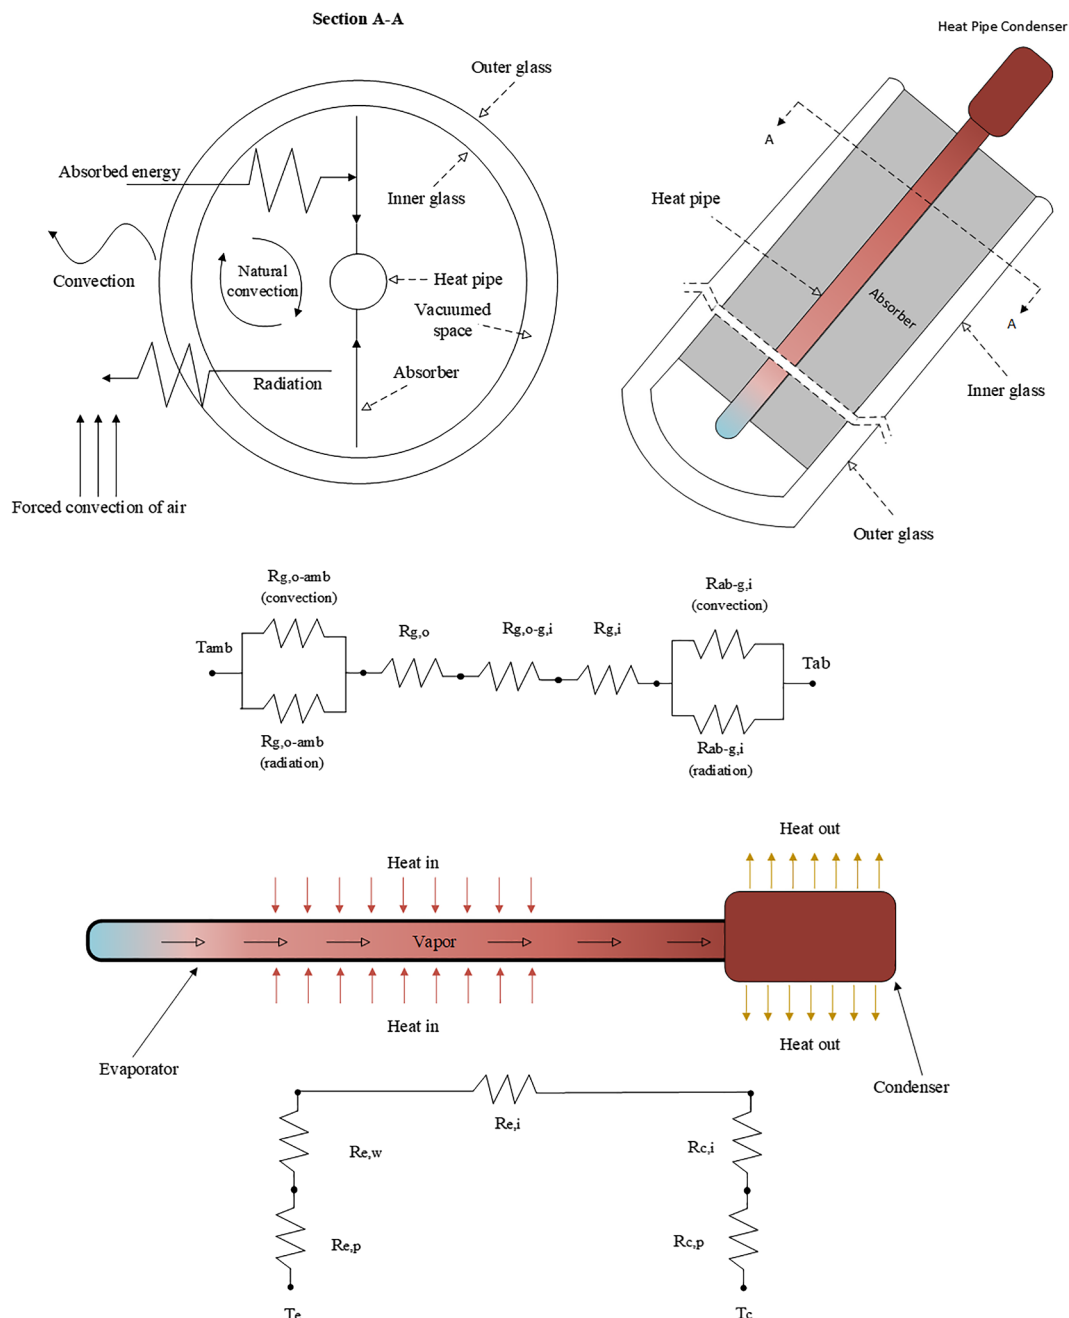 Section A-A
Heat Pipe Condenser
Outer glass
A
Absorbed energy
Inner glass
Heat pipe
Natural
convection
Convection
Heat pipe
Absorber
Vacuumed
space
A
Absorber
Radiation
Inner glass
Forced convection of air
Outer glass
Rg,o-amb
(convection)
Rab-g,i
(convection)
Rg,o
Rg,o-g,i
Rg,i
Tamb
Tab
Rg,o-amb
(radiation)
Rab-g,i
(radiation)
Heat out
Heat in
Vapor
Heat in
Heat out
Evaporator
Condenser
Re,i
Re,w
Rc,i
Re,p
Rc,p
Te
Tc